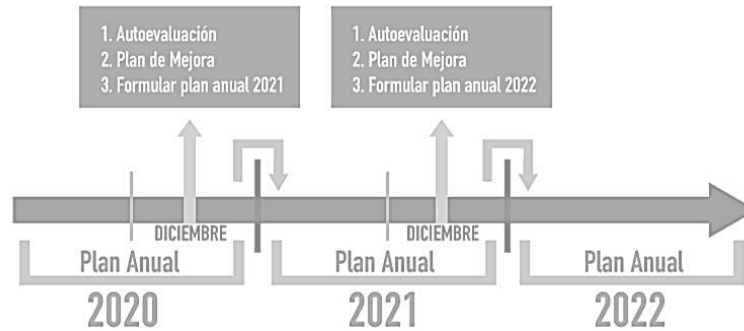 1. Autoevaluación
2. Plan de Mejora
3. Formular plan anual 2021
1. Autoevaluación
2. Plan de Mejora
3. Formular plan anual 2022
DICIEMBRE
DICIEMBRE
Plan Anual
Plan Anual
Plan Anual
2020
2021
2022